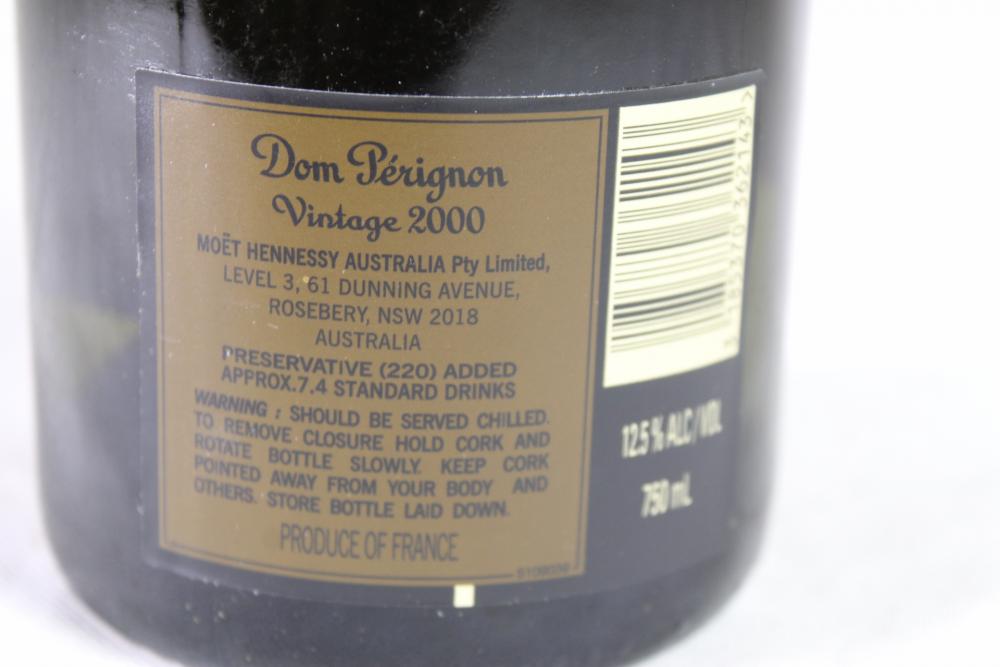 Dom Pérignon
Vintage 2000
MOËT HENNESSY AUSTRALIA Pty Limited,
LEVEL 3, 61 DUNNING AVENUE,
ROSEBERY, NSW 2018
AUSTRALIA
PRESERVATIVE (220) ADDED
APPROX.7.4 STANDARD DRINKS
WARNING : SHOULD BE SERVED CHILLED.
TO REMOVE CLOSURE HOLD CORK AND
ROTATE BOTTLE SLOWLY. KEEP CORK
POINTED AWAY FROM YOUR BODY AND
OTHERS. STORE BOTTLE LAID DOWN.
PRODUCE OF FRANCE
12.5 % ALC/VOL
750 mL